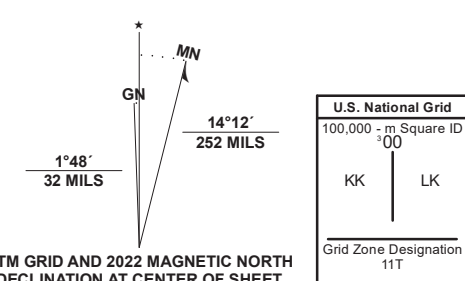 ★
MN
GN
14°12´
252 MILS
1°48´
32 MILS
TM GRID AND 2022 MAGNETIC NORTH
DECLINATION AT CENTER OF SHEET
U.S. National Grid
100,000 - m Square ID
³00
KK LK
Grid Zone Designation
11T